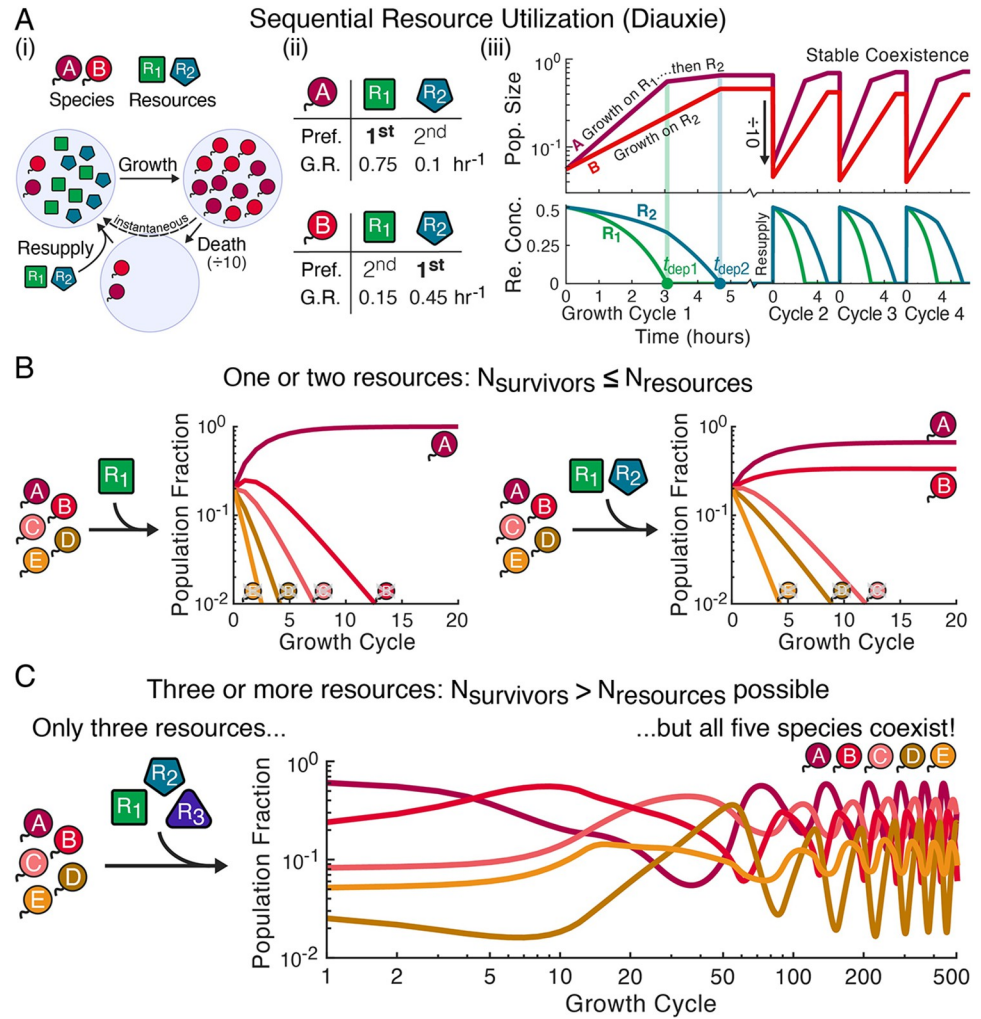 A
Sequential Resource Utilization (Diauxie)
(i)
A B R1 R2
Species Resources
Growth
instantaneous
Resupply
R1 R2
Death
(÷10)
(ii)
A R1 R2
Pref. 1st 2nd
G.R. 0.75 0.1 hr-1
B R1 R2
Pref. 2nd 1st
G.R. 0.15 0.45 hr-1
(iii)
Stable Coexistence
Pop. Size
100
10-1
A Growth on R1....then R2
B Growth on R2
÷10
Re. Conc.
0.5
0.25
0
R2
R1
tdep1
tdep2
Resupply
0 1 2 3 4 5 0 4 0 4 0 4
Growth Cycle 1 Cycle 2 Cycle 3 Cycle 4
Time (hours)
B
One or two resources: Nsurvivors ≤ Nresources
A
B
C
D
E
R1
Population Fraction
100
10-1
10-2
A
E D C B
0 5 10 15 20
Growth Cycle
A
B
C
D
E
R1 R2
Population Fraction
100
10-1
10-2
A
B
E D C
0 5 10 15 20
Growth Cycle
C
Three or more resources: Nsurvivors > Nresources possible
Only three resources...
...but all five species coexist!
A B C D E
A
B
C
D
E
R2
R1
R3
Population Fraction
100
10-1
10-2
1 2 5 10 20 50 100 200 500
Growth Cycle